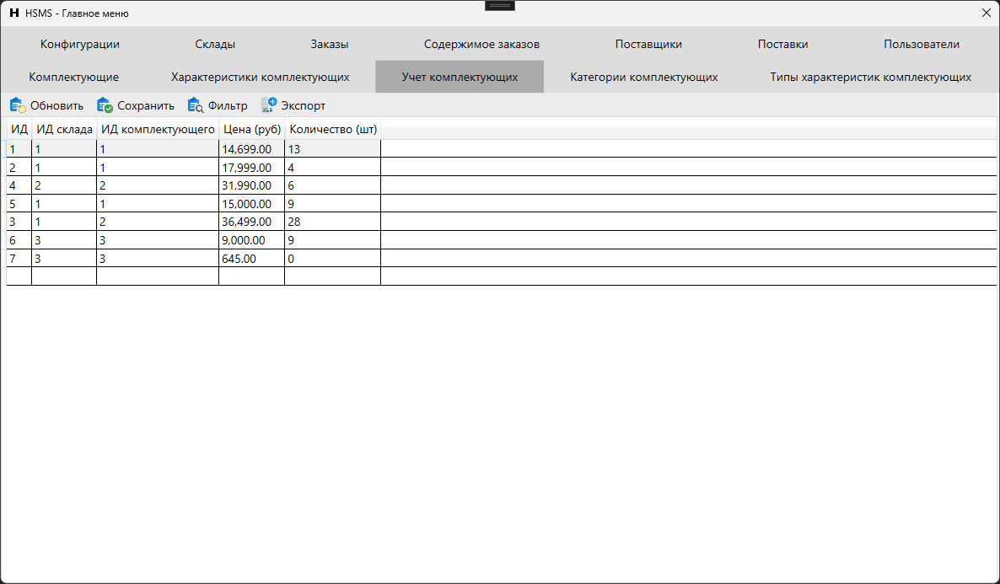 H HSMS - Главное меню
Конфигурации Склады Заказы Содержимое заказов Поставщики Поставки Пользователи
Комплектующие Характеристики комплектующих Учет комплектующих Категории комплектующих Типы характеристик комплектующих
Обновить Сохранить Фильтр XLS Экспорт
ИД ИД склада ИД комплектующего Цена (руб) Количество (шт)
1 1 1 14,699.00 13
2 1 1 17,999.00 4
4 2 2 31,990.00 6
5 1 1 15,000.00 9
3 1 2 36,499.00 28
6 3 3 9,000.00 9
7 3 3 645.00 0